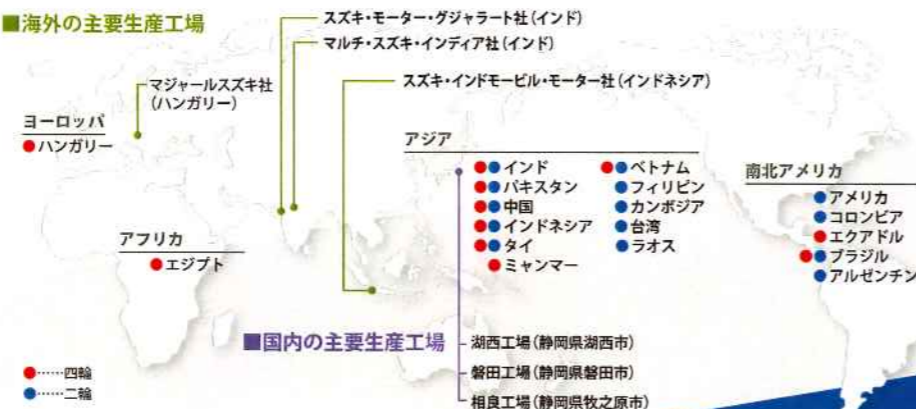 ■海外の主要生産工場
スズキ・モーター・グジャラート社(インド)
マルチ・スズキ・インディア社(インド)
スズキ・インドモービル・モーター社(インドネシア)
マジャールスズキ社
(ハンガリー)
ヨーロッパ
●ハンガリー
アフリカ
●エジプト
アジア
●●インド
●●パキスタン
●●中国
●●インドネシア
●●タイ
●ミャンマー
●●ベトナム
●フィリピン
●カンボジア
●台湾
●ラオス
南北アメリカ
●アメリカ
●コロンビア
●エクアドル
●●ブラジル
●アルゼンチン
■国内の主要生産工場
湖西工場(静岡県湖西市)
磐田工場(静岡県磐田市)
相良工場(静岡県牧之原市)
●……四輪
●……二輪